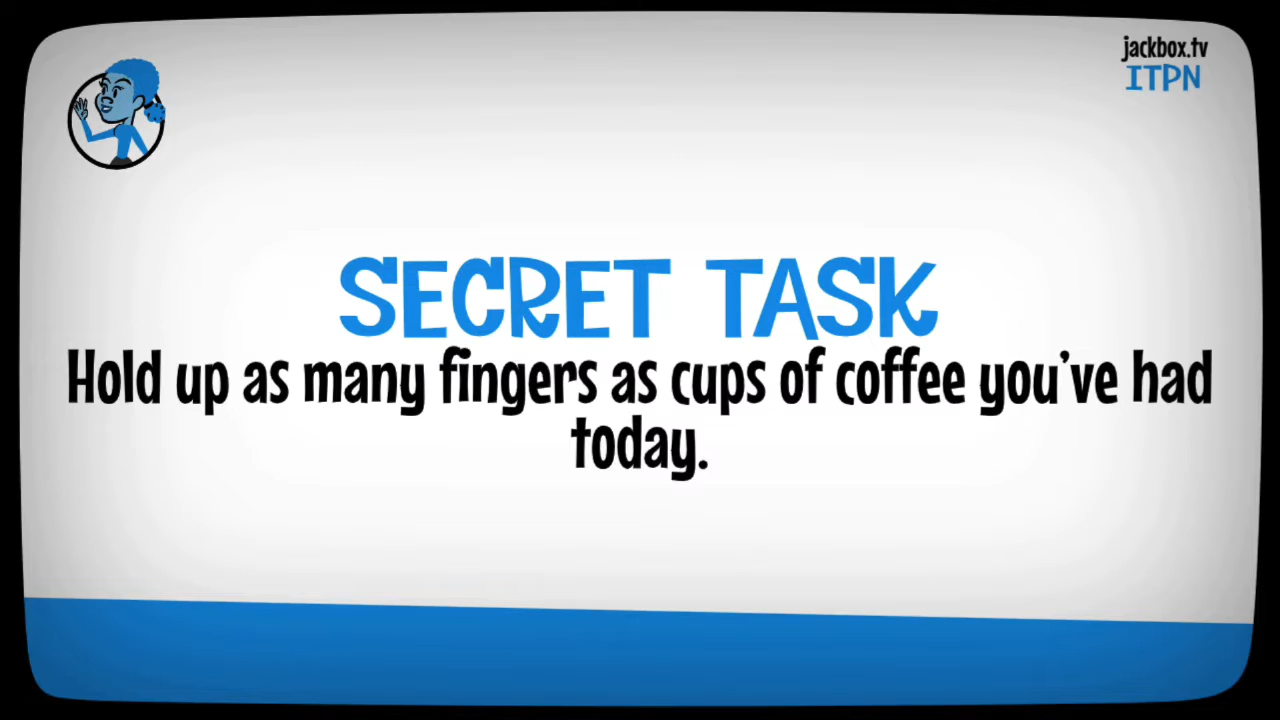 jackbox.tv
ITPN
SECRET TASK
Hold up as many fingers as cups of coffee you've had
today.